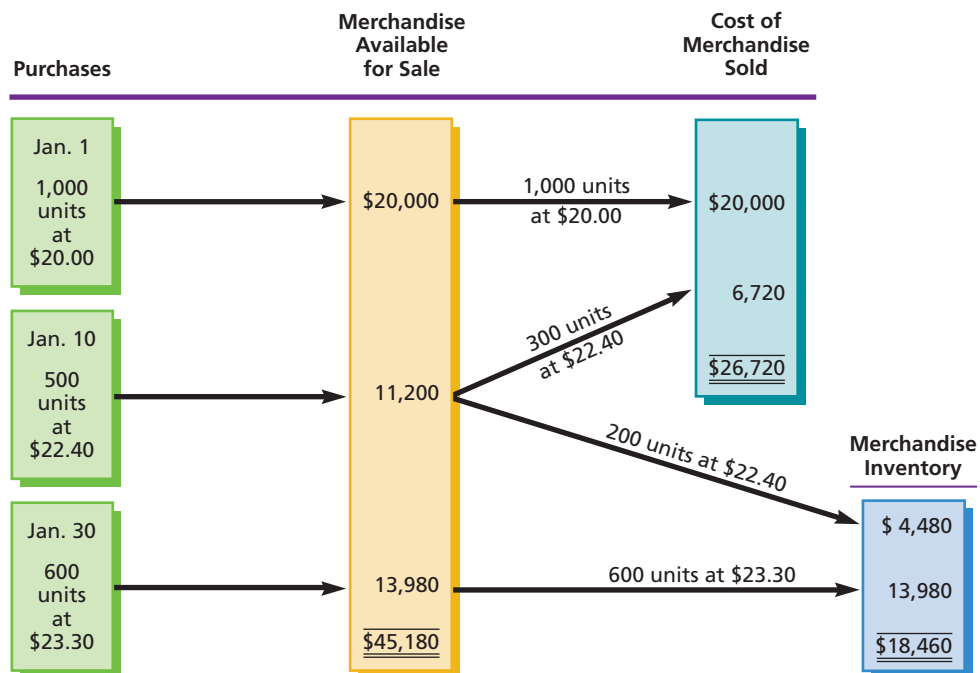 Purchases
Merchandise
Available
for Sale
Cost of
Merchandise
Sold
Jan. 1
1,000
units
at
$20.00
$20,000
1,000 units
at $20.00
$20,000
6,720
$26,720
Jan. 10
500
units
at
$22.40
11,200
300 units
at $22.40
200 units at $22.40
Merchandise
Inventory
$ 4,480
13,980
$18,460
Jan. 30
600
units
at
$23.30
13,980
$45,180
600 units at $23.30